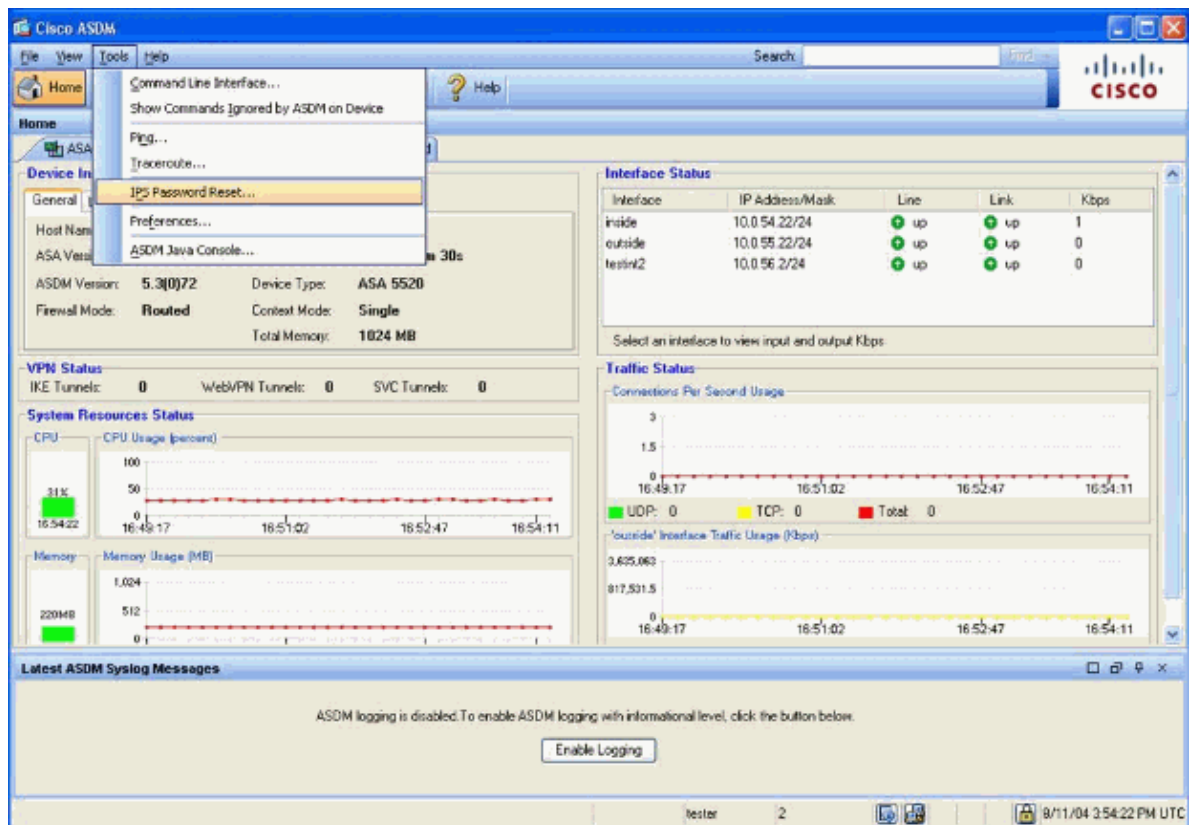 Cisco ASDM
File View Tools Help
Search: Find
CISCO
Home
Help
Command Line Interface...
Show Commands Ignored by ASDM on Device
Ping...
Traceroute...
IPS Password Reset...
Preferences...
ASDM Java Console...
Home
ASA
Device In
General
Host Nam
ASA Versi
30s
ASDM Version: 5.3(0)72 Device Type: ASA 5520
Firewall Mode: Routed Context Mode: Single
Total Memory: 1024 MB
Interface Status
Interface IP Address/Mask Line Link Kbps
inside 10.0.54.22/24 up up 1
outside 10.0.55.22/24 up up 0
testint2 10.0.56.2/24 up up 0
Select an interface to view input and output Kbps
VPN Status
IKE Tunnels: 0 WebVPN Tunnels: 0 SVC Tunnels: 0
System Resources Status
CPU
31%
16:54:22
CPU Usage (percent)
100
50
0
16:49:17 16:51:02 16:52:47 16:54:11
Memory
220MB
Memory Usage (MB)
1,024
512
0
Traffic Status
Connections Per Second Usage
3
1.5
0
16:49:17 16:51:02 16:52:47 16:54:11
UDP: 0 TCP: 0 Total: 0
'outside' Interface Traffic Usage (Kbps)
3,635,063
817,531.5
0
16:49:17 16:51:02 16:52:47 16:54:11
Latest ASDM Syslog Messages
ASDM logging is disabled.To enable ASDM logging with informational level, click the button below.
Enable Logging
tester 2 9/11/04 3:54:22 PM UTC